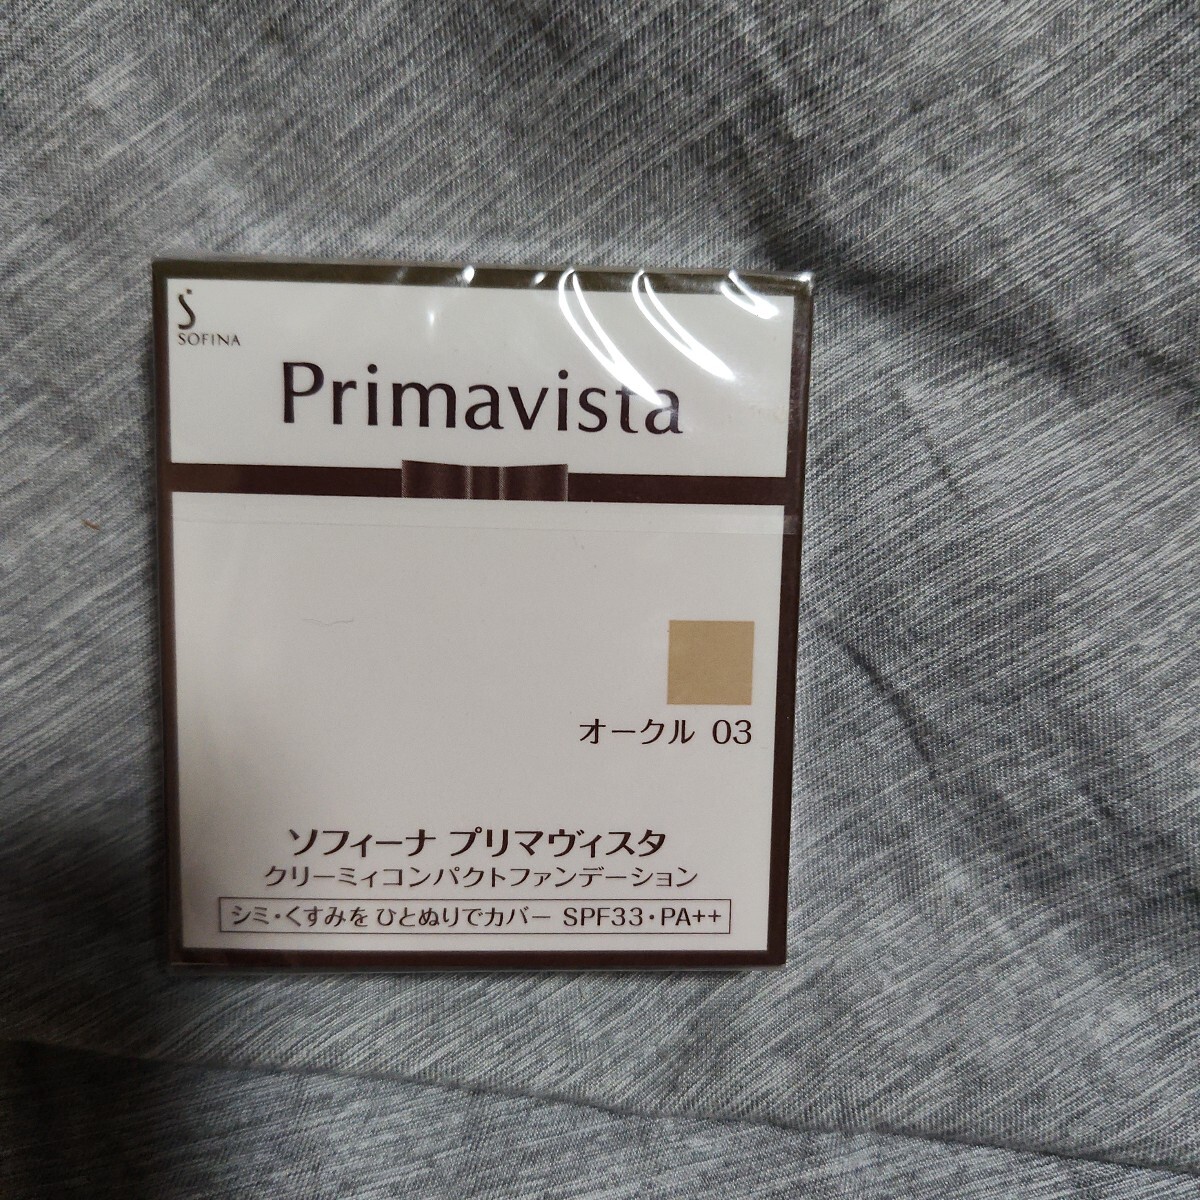 SOFINA
Primavista
オークル 03
ソフィーナ プリマヴィスタ
クリーミィコンパクトファンデーション
シミ・くすみを ひとぬりでカバー SPF33・PA++